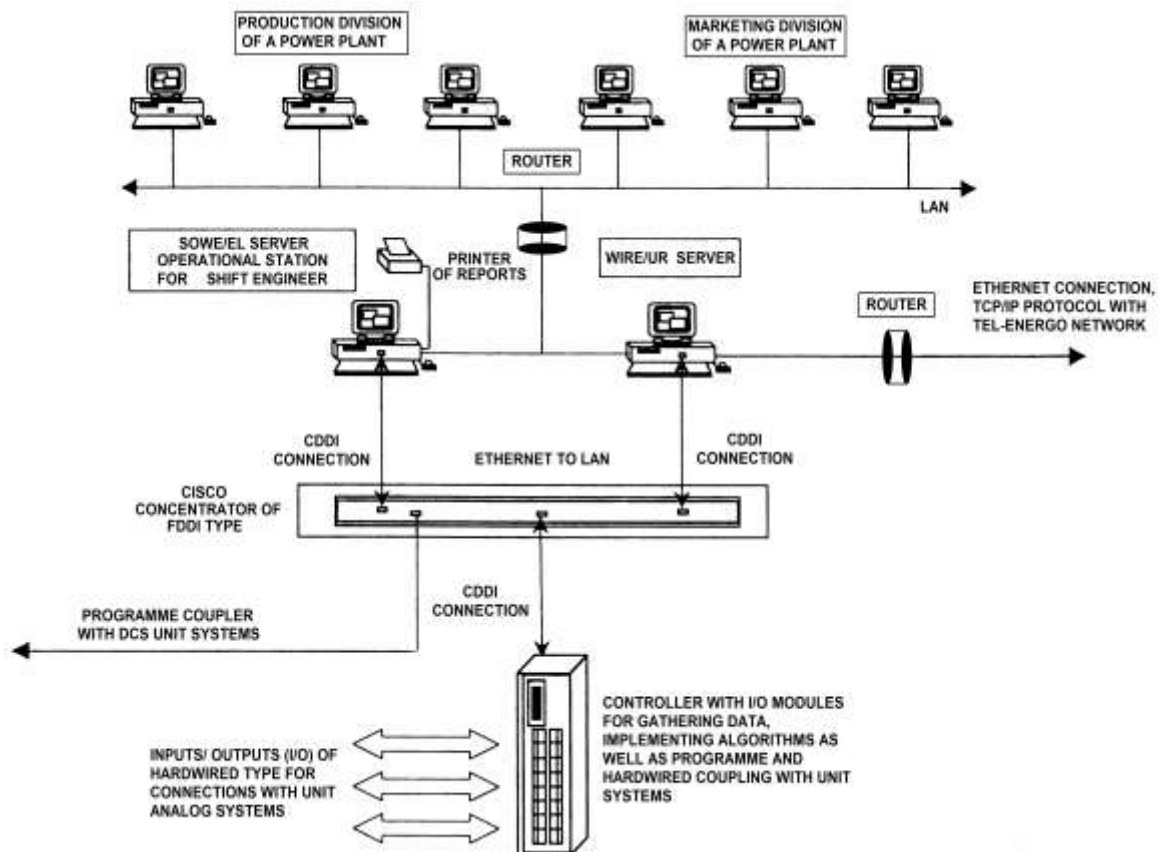 PRODUCTION DIVISION
OF A POWER PLANT
MARKETING DIVISION
OF A POWER PLANT
ROUTER
LAN
SOWE/EL SERVER
OPERATIONAL STATION
FOR SHIFT ENGINEER
PRINTER
OF REPORTS
WIRE/UR SERVER
ROUTER
ETHERNET CONNECTION,
TCP/IP PROTOCOL WITH
TEL-ENERGO NETWORK
CDDI
CONNECTION
ETHERNET TO LAN
CDDI
CONNECTION
CISCO
CONCENTRATOR OF
FDDI TYPE
CDDI
CONNECTION
PROGRAMME COUPLER
WITH DCS UNIT SYSTEMS
CONTROLLER WITH I/O MODULES
FOR GATHERING DATA,
IMPLEMENTING ALGORITHMS AS
WELL AS PROGRAMME AND
HARDWIRED COUPLING WITH UNIT
SYSTEMS
INPUTS/ OUTPUTS (I/O) OF
HARDWIRED TYPE FOR
CONNECTIONS WITH UNIT
ANALOG SYSTEMS